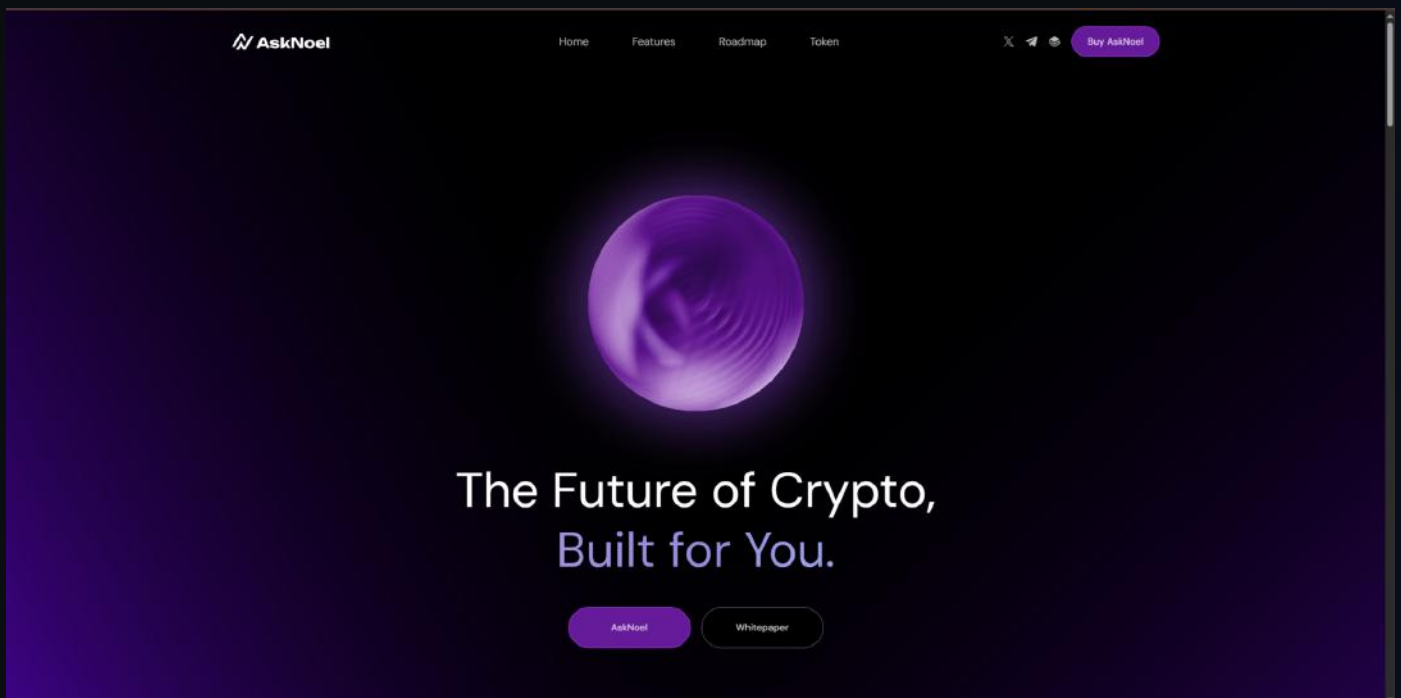 AskNoel
Home
Features
Roadmap
Token
Buy AskNoel
The Future of Crypto,
Built for You.
AskNoel
Whitepaper